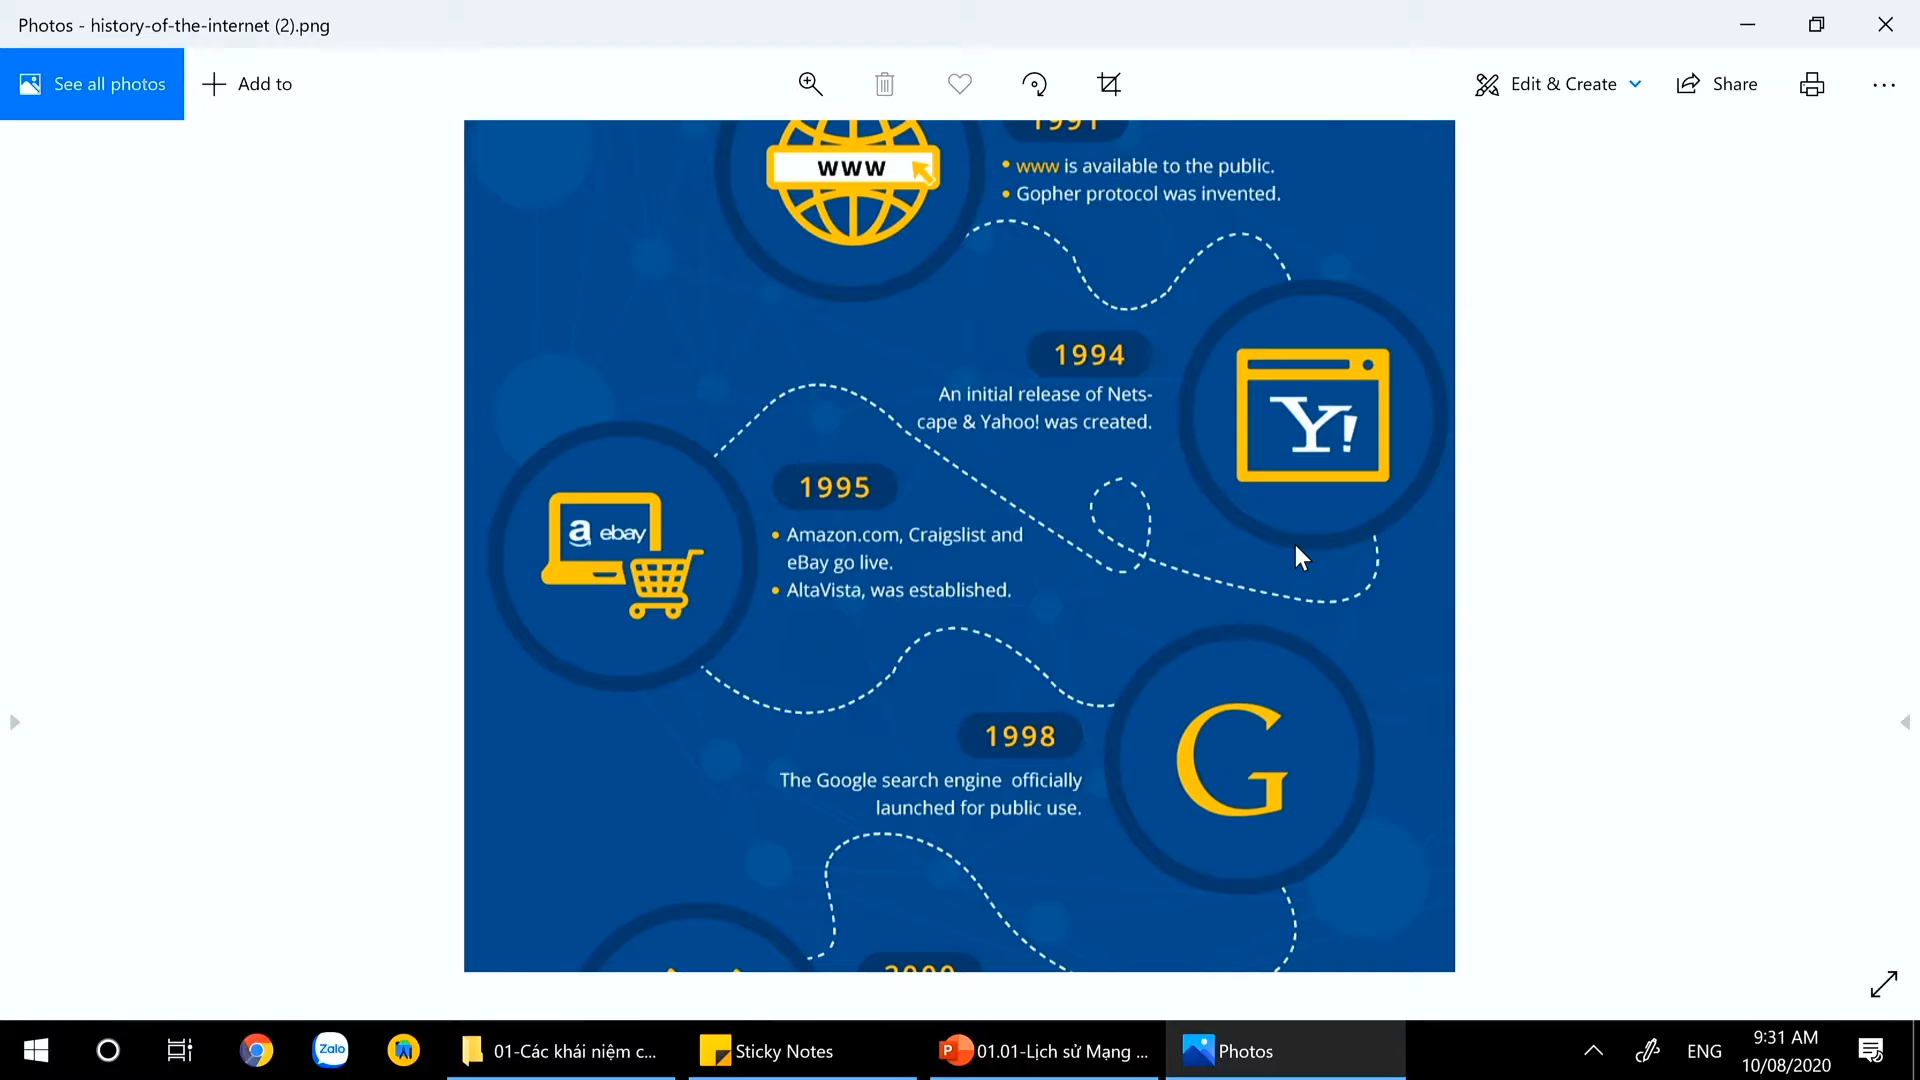 Photos - history-of-the-internet (2).png
See all photos
Add to
Edit & Create
Share
1991
www
www is available to the public.
Gopher protocol was invented.
1994
An initial release of Nets-
cape & Yahoo! was created.
Y!
1995
a ebay
Amazon.com, Craigslist and
eBay go live.
AltaVista, was established.
1998
The Google search engine officially
launched for public use.
G
2000
Zalo
01-Các khái niệm c...
Sticky Notes
01.01-Lịch sử Mạng ...
Photos
ENG
9:31 AM
10/08/2020